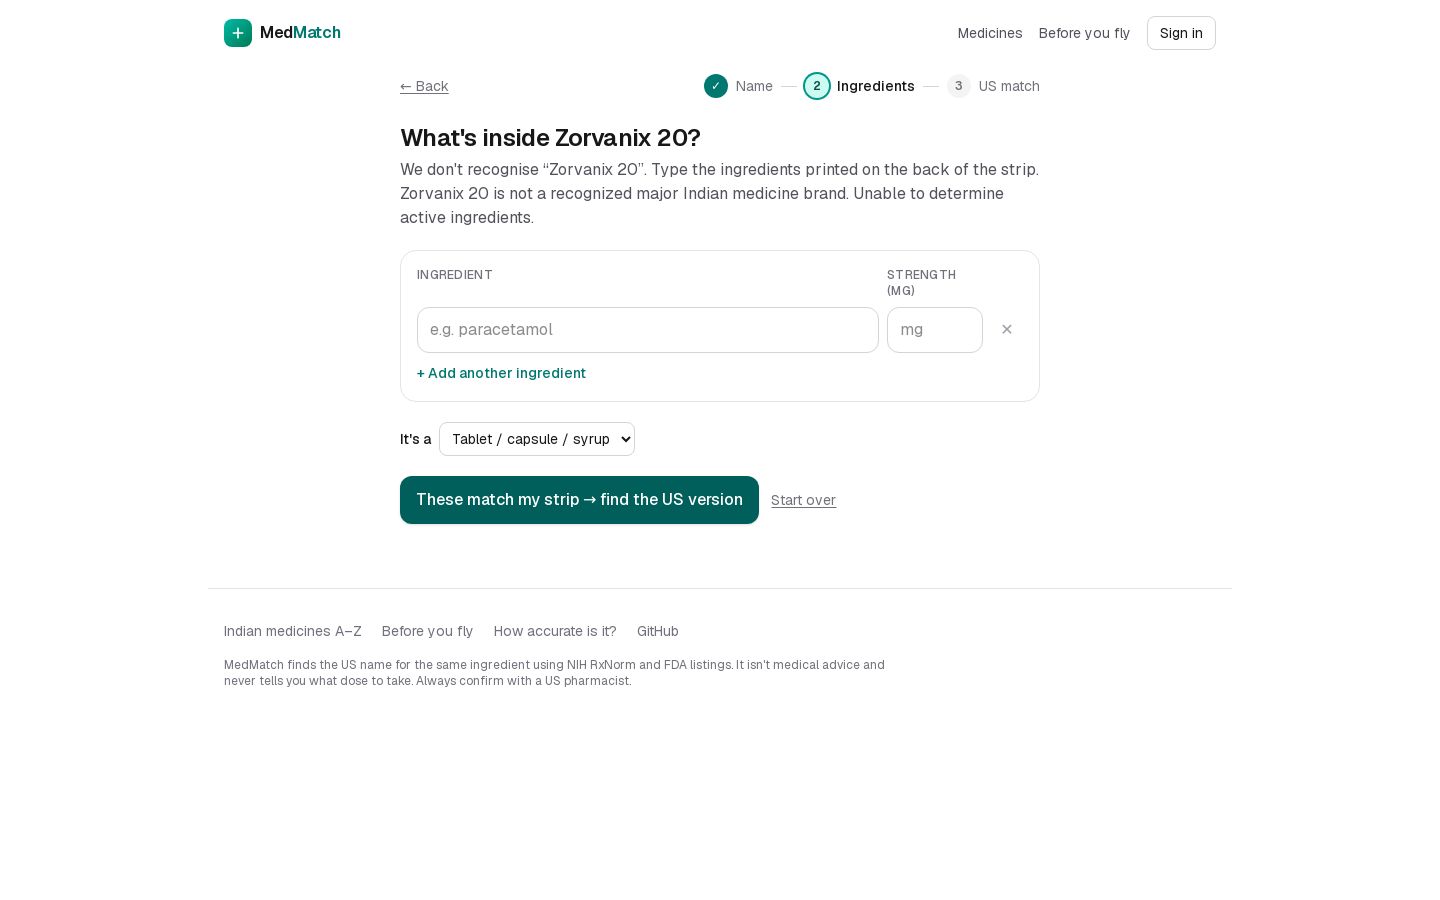 MedMatch
Medicines Before you fly Sign in
← Back
✓ Name 2 Ingredients 3 US match
What's inside Zorvanix 20?
We don't recognise “Zorvanix 20”. Type the ingredients printed on the back of the strip.
Zorvanix 20 is not a recognized major Indian medicine brand. Unable to determine
active ingredients.
INGREDIENT
STRENGTH
(MG)
e.g. paracetamol
mg
×
+ Add another ingredient
It's a Tablet / capsule / syrup
These match my strip → find the US version
Start over
Indian medicines A–Z Before you fly How accurate is it? GitHub
MedMatch finds the US name for the same ingredient using NIH RxNorm and FDA listings. It isn't medical advice and
never tells you what dose to take. Always confirm with a US pharmacist.